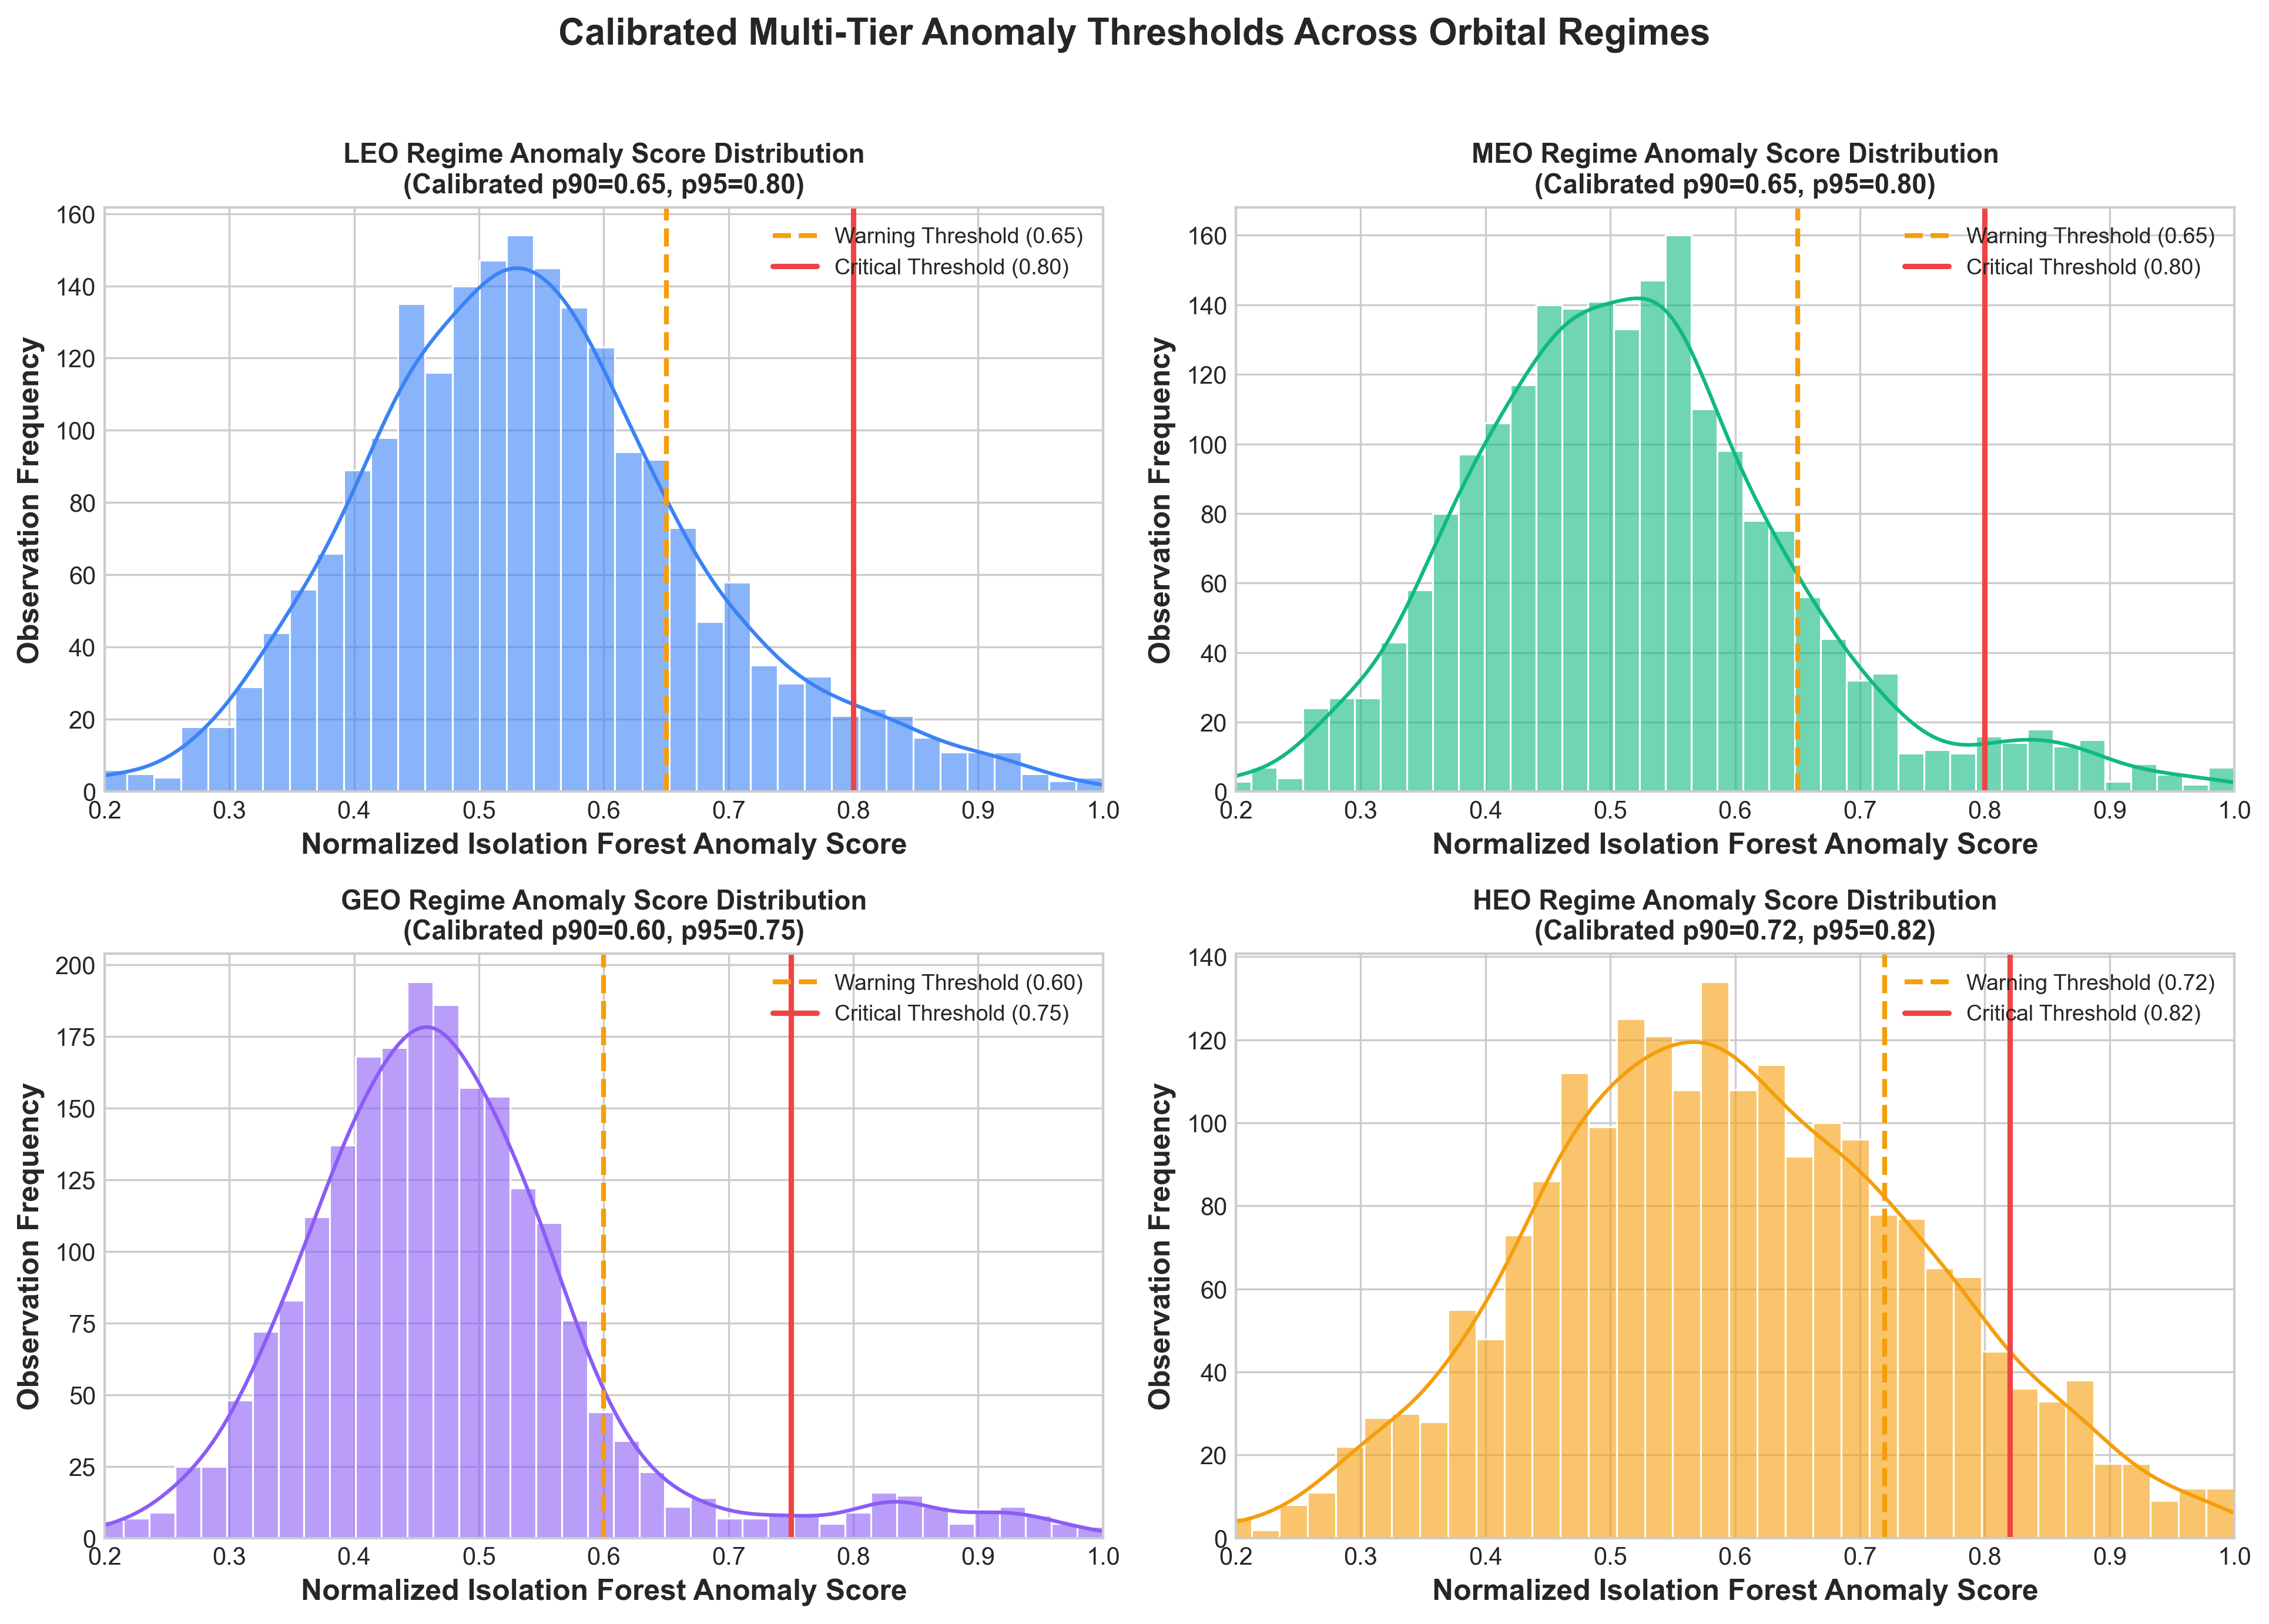 Calibrated Multi-Tier Anomaly Thresholds Across Orbital Regimes
LEO Regime Anomaly Score Distribution
(Calibrated p90=0.65, p95=0.80)
Observation Frequency
160
140
120
100
80
60
40
20
0
Warning Threshold (0.65)
Critical Threshold (0.80)
0.2 0.3 0.4 0.5 0.6 0.7 0.8 0.9 1.0
Normalized Isolation Forest Anomaly Score
MEO Regime Anomaly Score Distribution
(Calibrated p90=0.65, p95=0.80)
Observation Frequency
160
140
120
100
80
60
40
20
0
Warning Threshold (0.65)
Critical Threshold (0.80)
0.2 0.3 0.4 0.5 0.6 0.7 0.8 0.9 1.0
Normalized Isolation Forest Anomaly Score
GEO Regime Anomaly Score Distribution
(Calibrated p90=0.60, p95=0.75)
Observation Frequency
200
175
150
125
100
75
50
25
0
Warning Threshold (0.60)
Critical Threshold (0.75)
0.2 0.3 0.4 0.5 0.6 0.7 0.8 0.9 1.0
Normalized Isolation Forest Anomaly Score
HEO Regime Anomaly Score Distribution
(Calibrated p90=0.72, p95=0.82)
Observation Frequency
140
120
100
80
60
40
20
0
Warning Threshold (0.72)
Critical Threshold (0.82)
0.2 0.3 0.4 0.5 0.6 0.7 0.8 0.9 1.0
Normalized Isolation Forest Anomaly Score